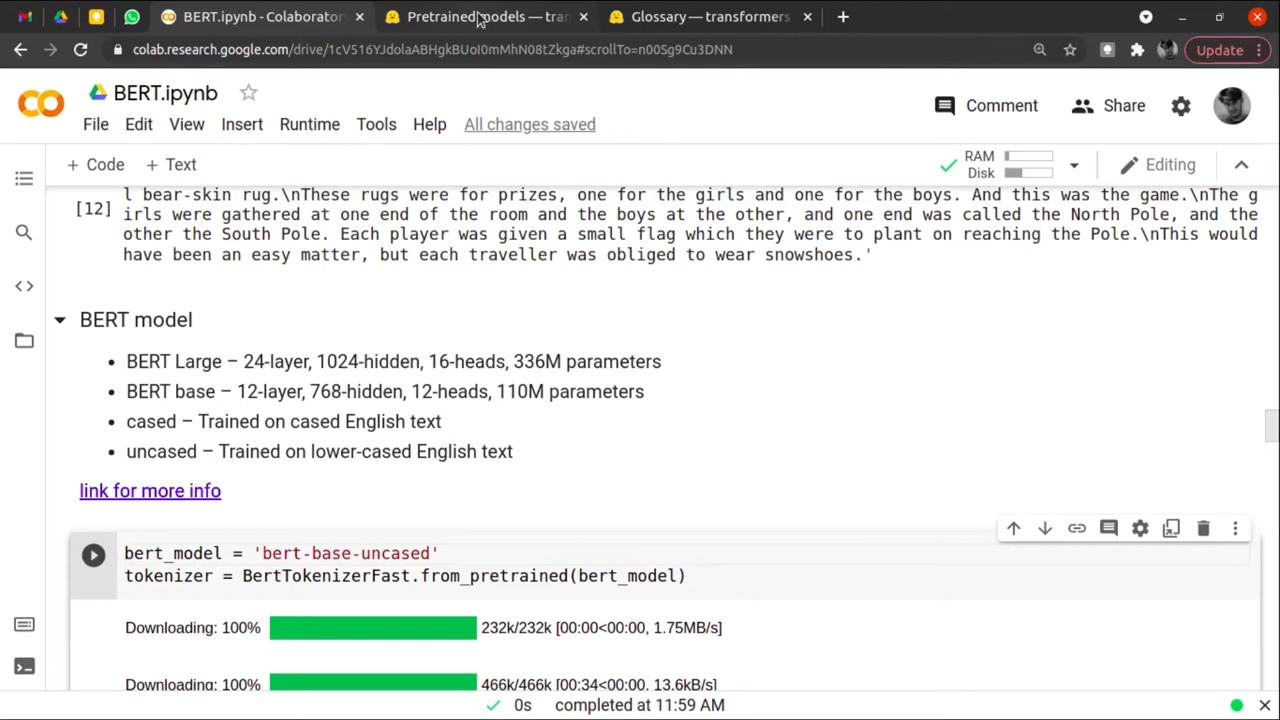 BERT.ipynb - Colaboratory
Pretrained models — tran
Glossary — transformers
colab.research.google.com/drive/1cV516YJdolaABHgkBUoI0mMhN08tZkga#scrollTo=n00Sg9Cu3DNN
Update
BERT.ipynb
Comment
Share
File Edit View Insert Runtime Tools Help All changes saved
+ Code + Text
RAM
Disk
Editing
l bear-skin rug.\nThese rugs were for prizes, one for the girls and one for the boys. And this was the game.\nThe g
[12]
irls were gathered at one end of the room and the boys at the other, and one end was called the North Pole, and the
other the South Pole. Each player was given a small flag which they were to plant on reaching the Pole.\nThis would
have been an easy matter, but each traveller was obliged to wear snowshoes.'
BERT model
• BERT Large – 24-layer, 1024-hidden, 16-heads, 336M parameters
• BERT base – 12-layer, 768-hidden, 12-heads, 110M parameters
• cased – Trained on cased English text
• uncased – Trained on lower-cased English text
link for more info
bert_model = 'bert-base-uncased'
tokenizer = BertTokenizerFast.from_pretrained(bert_model)
Downloading: 100% 232k/232k [00:00<00:00, 1.75MB/s]
Downloading: 100% 466k/466k [00:34<00:00, 13.6kB/s]
0s completed at 11:59 AM